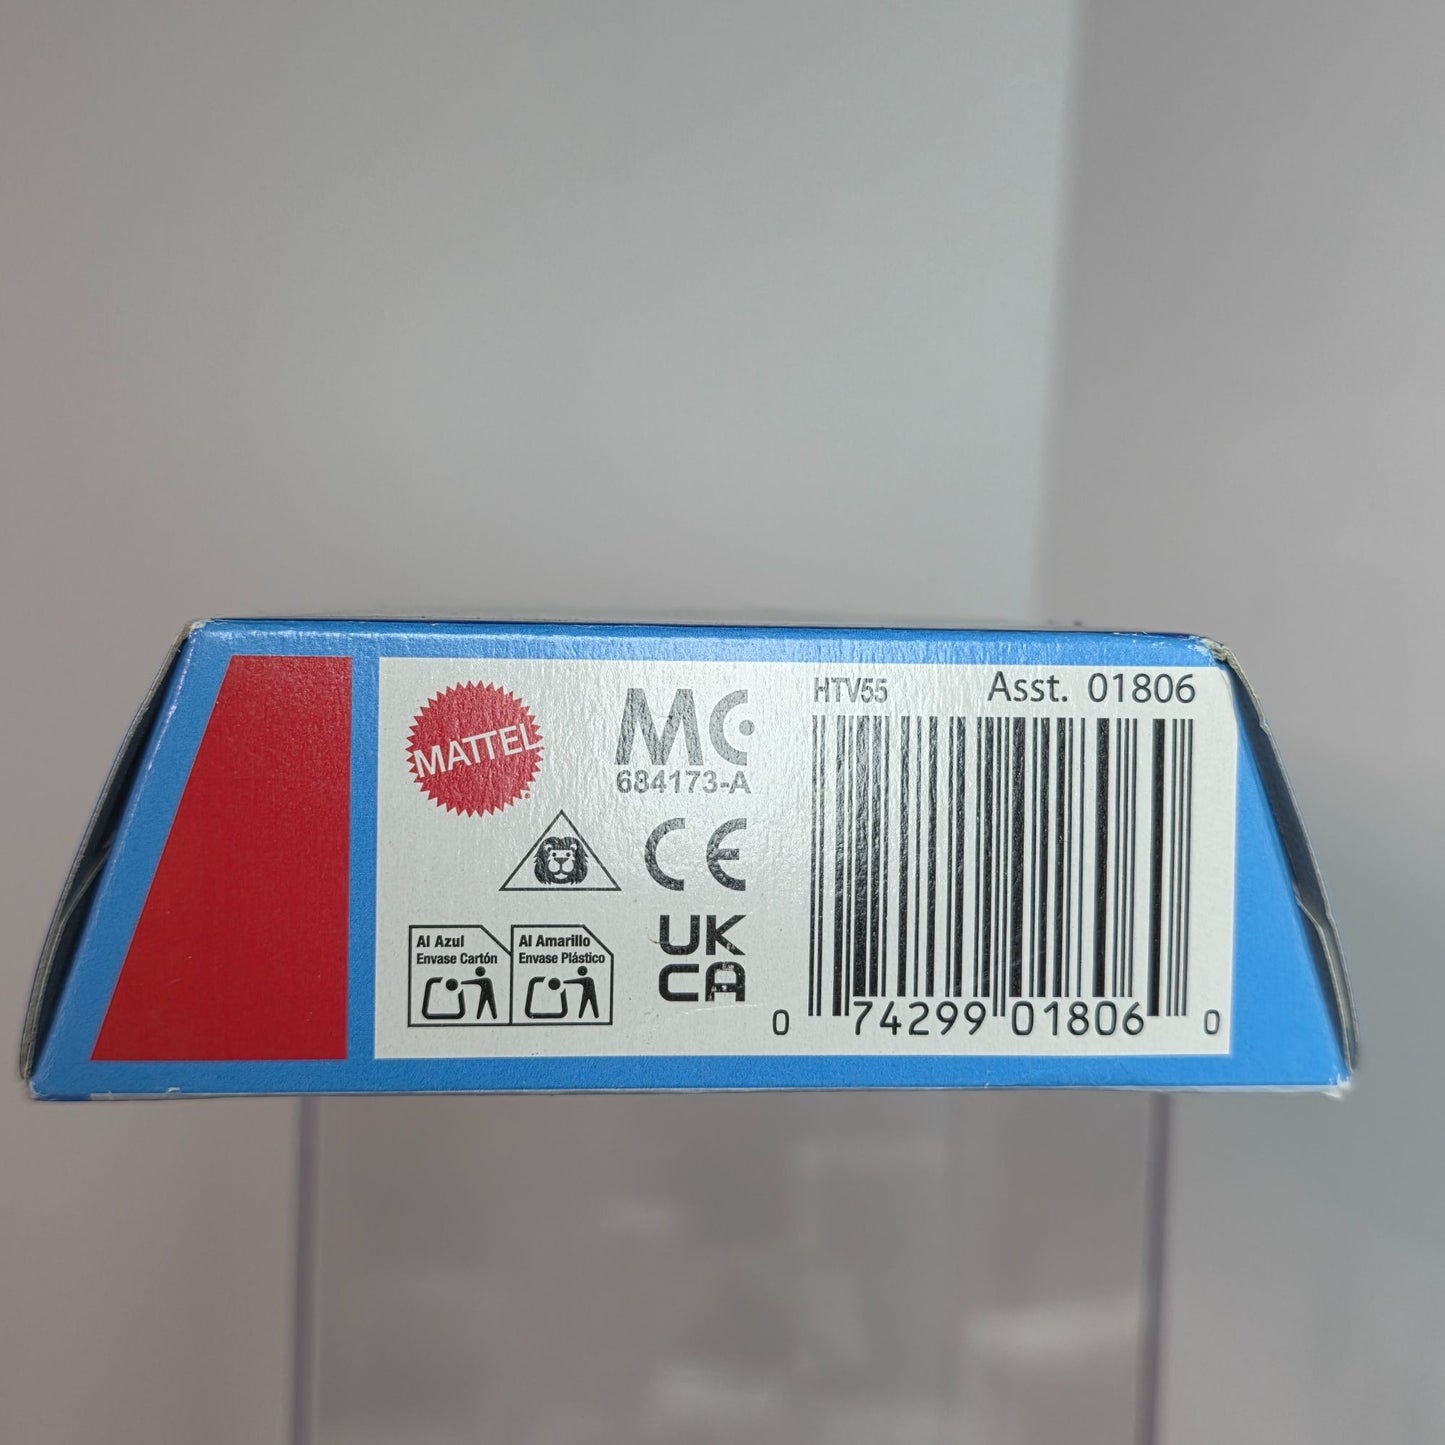 MATTEL
MC
684173-A
CE
UK
CA
Al Azul
Envase Cartón
Al Amarillo
Envase Plástico
HTV55
Asst. 01806
0 74299 01806 0